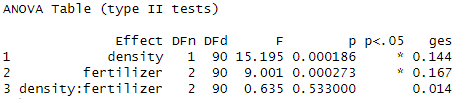 ANOVA Table (type II tests)
Effect DFn DFd F p p<.05 ges
1 density 1 90 15.195 0.000186 * 0.144
2 fertilizer 2 90 9.001 0.000273 * 0.167
3 density:fertilizer 2 90 0.635 0.533000 0.014